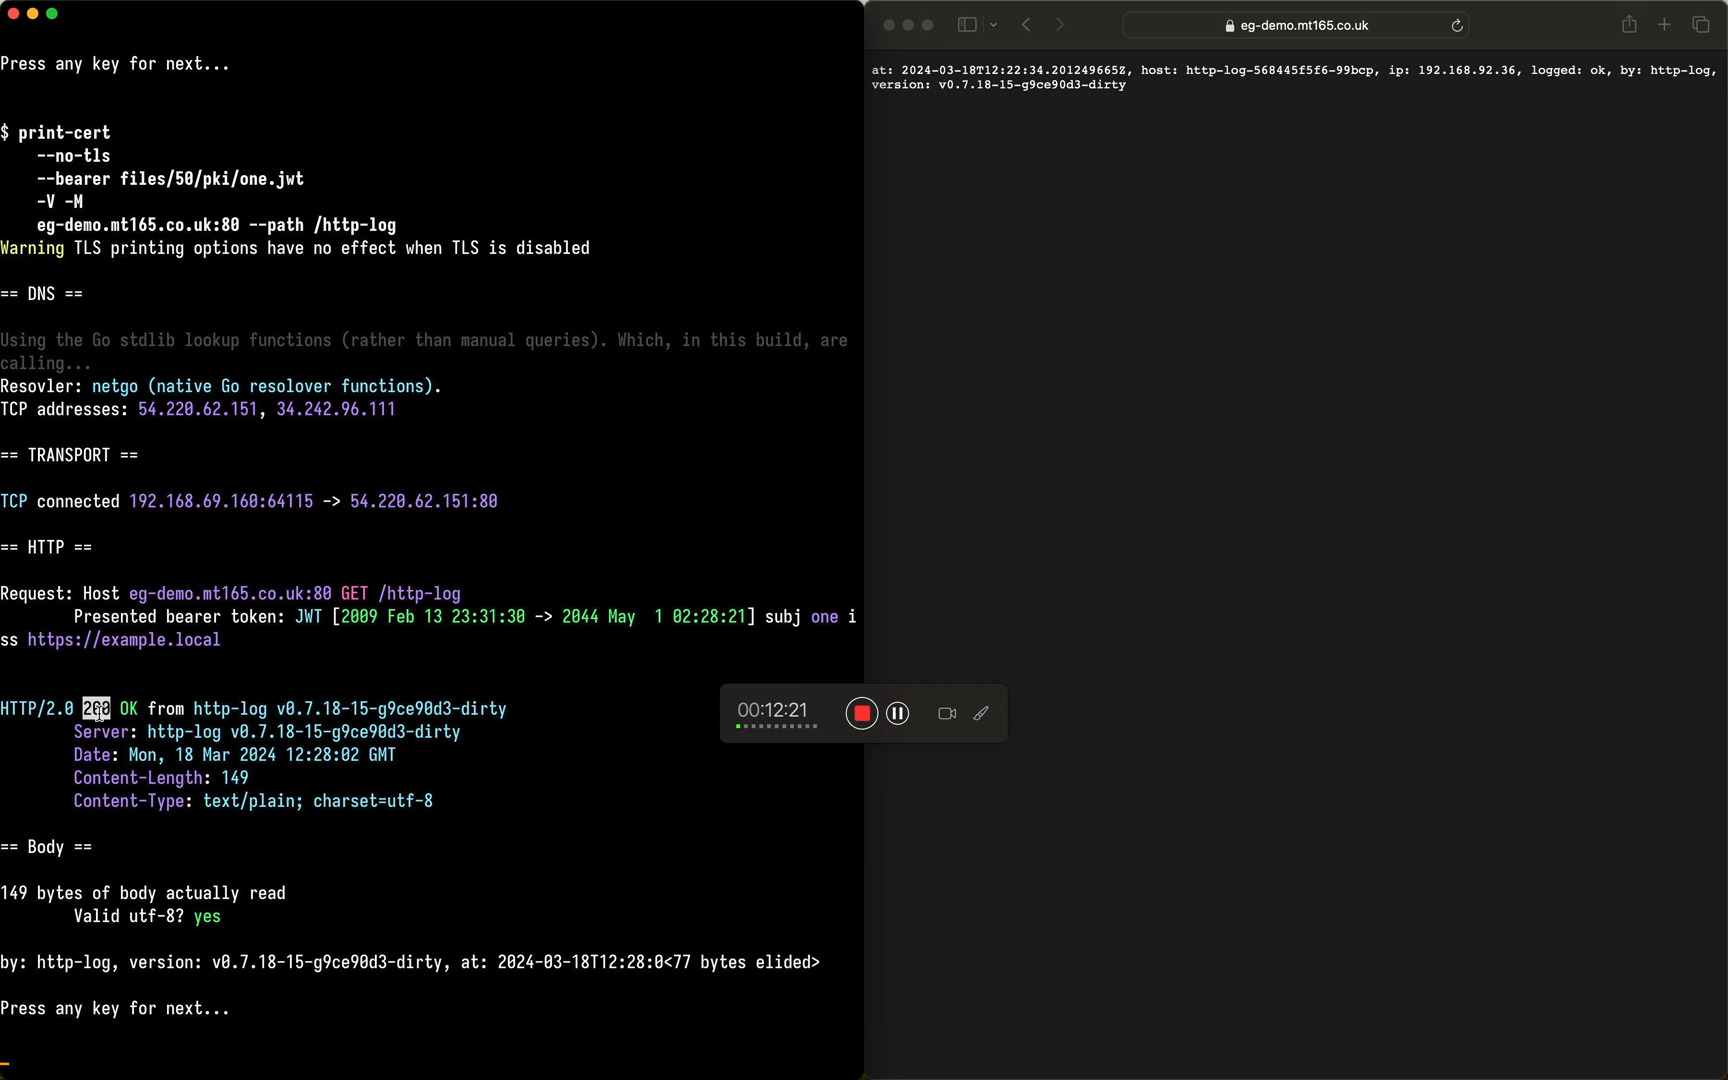 Press any key for next...
$ print-cert
--no-tls
--bearer files/50/pki/one.jwt
-V -M
eg-demo.mt165.co.uk:80 --path /http-log
Warning TLS printing options have no effect when TLS is disabled
== DNS ==
Using the Go stdlib lookup functions (rather than manual queries). Which, in this build, are
calling...
Resovler: netgo (native Go resolover functions).
TCP addresses: 54.220.62.151, 34.242.96.111
== TRANSPORT ==
TCP connected 192.168.69.160:64115 -> 54.220.62.151:80
== HTTP ==
Request: Host eg-demo.mt165.co.uk:80 GET /http-log
Presented bearer token: JWT [2009 Feb 13 23:31:30 -> 2044 May  1 02:28:21] subj one i
ss https://example.local
HTTP/2.0 200 OK from http-log v0.7.18-15-g9ce90d3-dirty
Server: http-log v0.7.18-15-g9ce90d3-dirty
Date: Mon, 18 Mar 2024 12:28:02 GMT
Content-Length: 149
Content-Type: text/plain; charset=utf-8
== Body ==
149 bytes of body actually read
Valid utf-8? yes
by: http-log, version: v0.7.18-15-g9ce90d3-dirty, at: 2024-03-18T12:28:0<77 bytes elided>
Press any key for next...
eg-demo.mt165.co.uk
at: 2024-03-18T12:22:34.201249665Z, host: http-log-568445f5f6-99bcp, ip: 192.168.92.36, logged: ok, by: http-log,
version: v0.7.18-15-g9ce90d3-dirty
00:12:21